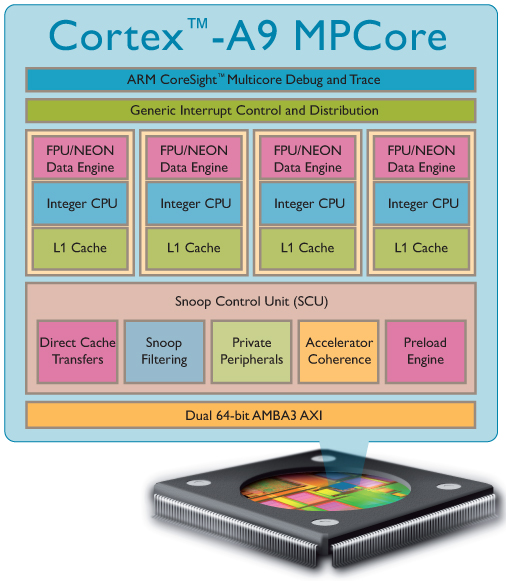 Cortex™-A9 MPCore
ARM CoreSight™ Multicore Debug and Trace
Generic Interrupt Control and Distribution
FPU/NEON
Data Engine
Integer CPU
L1 Cache
FPU/NEON
Data Engine
Integer CPU
L1 Cache
FPU/NEON
Data Engine
Integer CPU
L1 Cache
FPU/NEON
Data Engine
Integer CPU
L1 Cache
Snoop Control Unit (SCU)
Direct Cache
Transfers
Snoop
Filtering
Private
Peripherals
Accelerator
Coherence
Preload
Engine
Dual 64-bit AMBA3 AXI